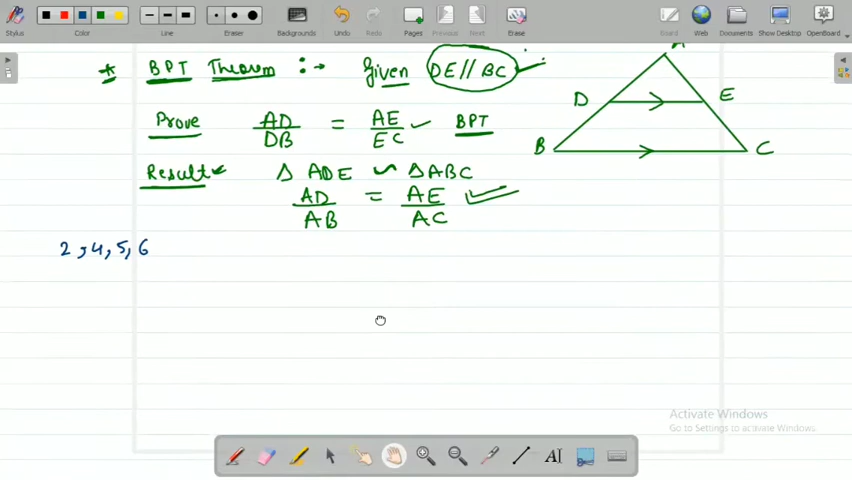 Stylus
Color
Line
Eraser
Backgrounds
Undo
Redo
Pages
Previous
Next
Erase
Board
Web
Documents
Show Desktop
OpenBoard
* BPT Theorem :→ Given DE // BC
A
D
E
B
C
Prove AD/DB = AE/EC BPT
Result Δ ADE ∽ Δ ABC
AD/AB = AE/AC
2, 4, 5, 6
Activate Windows
Go to Settings to activate Windows.
A